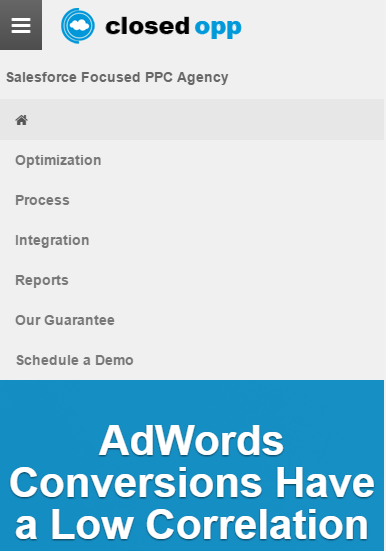 closed opp
Salesforce Focused PPC Agency
Optimization
Process
Integration
Reports
Our Guarantee
Schedule a Demo
AdWords
Conversions Have
a Low Correlation